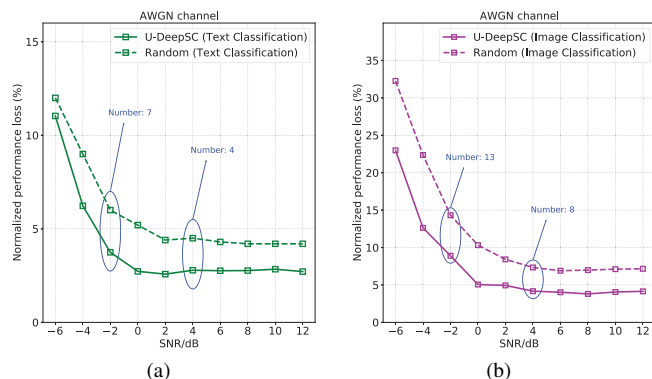 AWGN channel
U-DeepSC (Text Classification)
Random (Text Classification)
Number: 7
Number: 4
Normalized performance loss (%)
15
10
5
0
−6 −4 −2 0 2 4 6 8 10 12
SNR/dB
(a)
AWGN channel
U-DeepSC (Image Classification)
Random (Image Classification)
Number: 13
Number: 8
Normalized performance loss (%)
35
30
25
20
15
10
5
0
−6 −4 −2 0 2 4 6 8 10 12
SNR/dB
(b)